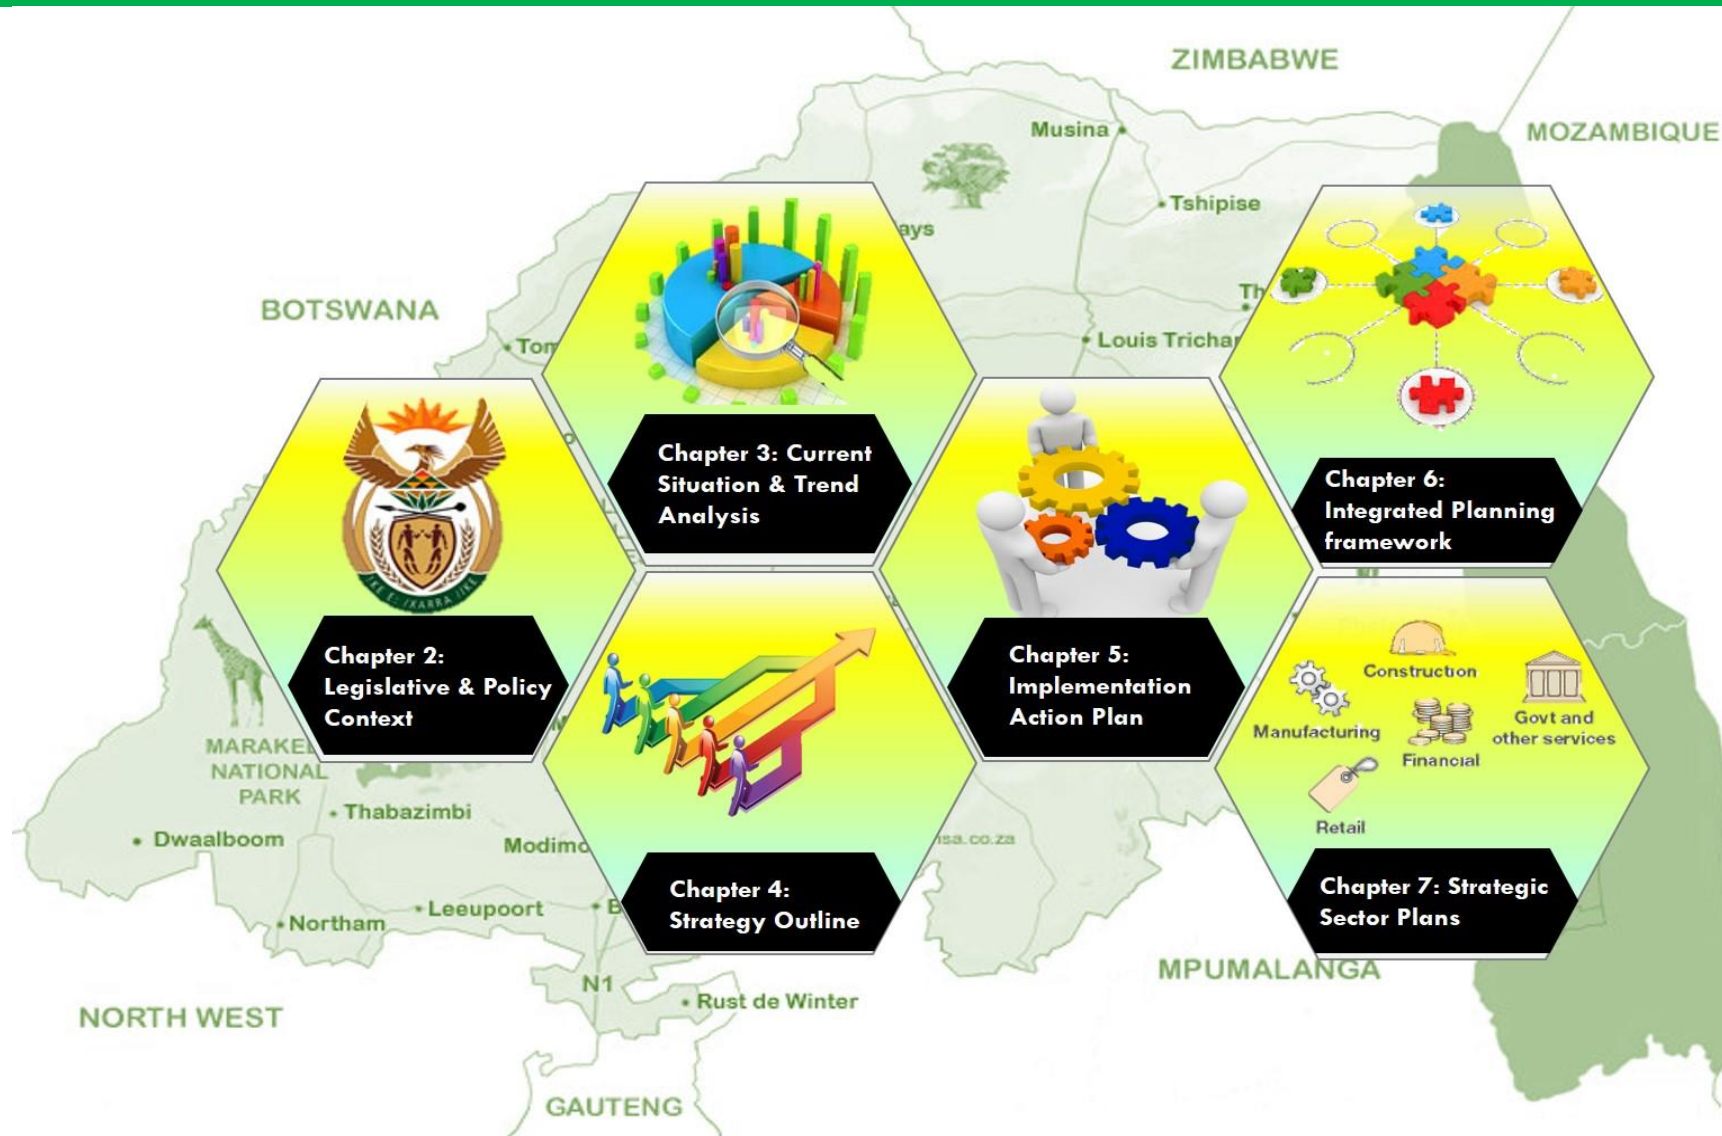 ZIMBABWE
MOZAMBIQUE
Musina
Tshipise
BOTSWANA
Louis Trichar
Chapter 3: Current
Situation & Trend
Analysis
Chapter 6:
Integrated Planning
framework
Chapter 2:
Legislative & Policy
Context
Chapter 5:
Implementation
Action Plan
Construction
Manufacturing
Govt and
other services
Financial
Retail
MARAKEL
NATIONAL
PARK
Thabazimbi
Dwaalboom
Modimo
Chapter 4:
Strategy Outline
Chapter 7: Strategic
Sector Plans
Leeupoort
Northam
N1
Rust de Winter
MPUMALANGA
NORTH WEST
GAUTENG